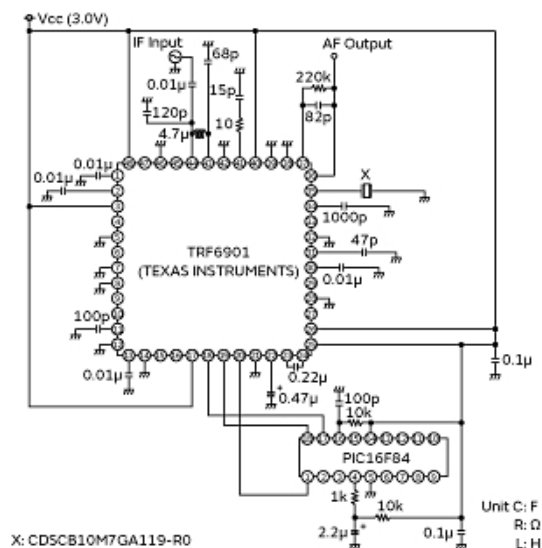 Vcc (3.0V)
IF Input
68p
AF Output
0.01µ
15p
220k
120p
82p
4.7µ
10
0.01µ
0.01µ
X
1000p
TRF6901
(TEXAS INSTRUMENTS)
47p
0.01µ
100p
0.1µ
0.01µ
0.22µ
0.47µ
+
100p
10k
PIC16F84
1k
10k
2.2µ
+
0.1µ
Unit C: F
R: Ω
L: H
X: CDSCB10M7GA119-R0